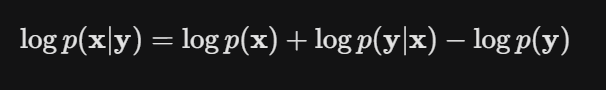 log p(x|y) = log p(x) + log p(y|x) − log p(y)